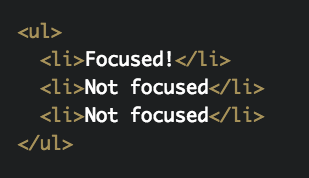 <ul>
  <li>Focused!</li>
  <li>Not focused</li>
  <li>Not focused</li>
</ul>